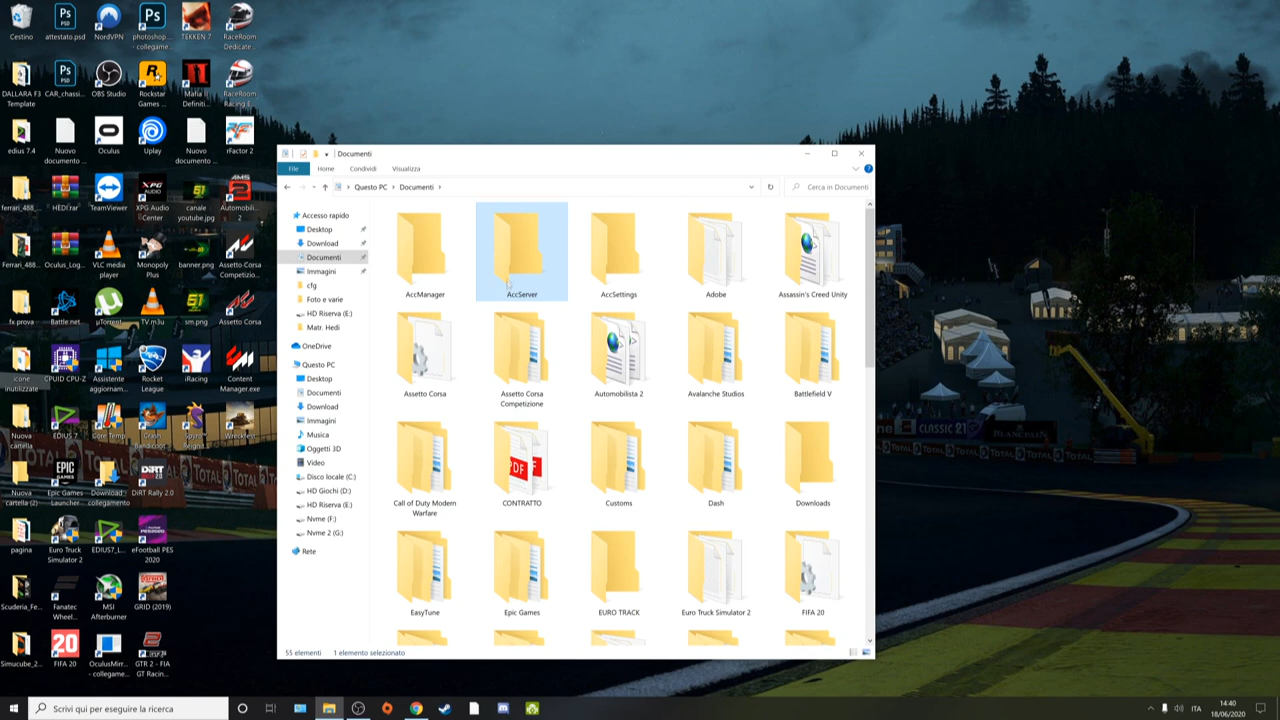 Cestino
attestato.psd
NordVPN
photoshop...
- collegame...
TEKKEN 7
RaceRoom
Dedicate...
DALLARA F3
Template
CAR_chassi...
OBS Studio
Rockstar
Games ...
Mafia II
Definiti...
RaceRoom
Racing E...
edius 7.4
Nuovo
documento ...
Oculus
Uplay
Nuovo
documento ...
rFactor 2
ferrari_488_...
HEDI.rar
TeamViewer
XPG Audio
Center
canale
youtube.jpg
Automobili...
2
Ferrari_488...
Oculus_Log...
VLC media
player
Monopoly
Plus
banner.png
Assetto Corsa
Competizio...
fx prova
Battle.net
µTorrent
TV.m3u
sm.png
Assetto Corsa
icone
inutilizzate
CPUID CPU-Z
Assistente
aggiornam...
Rocket
League
iRacing
Content
Manager.exe
Nuova
cartella
EDIUS 7
Core Temp
Crash
Bandicoot...
Spyro™
Reignit...
Wreckfest
Nuova
cartella (2)
Epic Games
Launcher
Download -
collegamento
DiRT Rally 2.0
pagina
Euro Truck
Simulator 2
EDIUS7_L...
eFootball PES
2020
Scuderia_Fe...
Fanatec
Wheel...
MSI
Afterburner
GRID (2019)
Simucube_2...
FIFA 20
OculusMirr...
- collegame...
GTR 2 - FIA
GT Racin...
Documenti
File
Home
Condividi
Visualizza
Questo PC > Documenti >
Cerca in Documenti
Accesso rapido
Desktop
Download
Documenti
Immagini
cfg
Foto e varie
HD Riserva (E:)
Matr. Hedi
OneDrive
Questo PC
Desktop
Documenti
Download
Immagini
Musica
Oggetti 3D
Video
Disco locale (C:)
HD Giochi (D:)
HD Riserva (E:)
Nvme (F:)
Nvme 2 (G:)
Rete
AccManager
AccServer
AccSettings
Adobe
Assassin's Creed Unity
Assetto Corsa
Assetto Corsa
Competizione
Automobilista 2
Avalanche Studios
Battlefield V
Call of Duty Modern
Warfare
PDF
CONTRATTO
Customs
Dash
Downloads
EasyTune
Epic Games
EURO TRACK
Euro Truck Simulator 2
FIFA 20
55 elementi
1 elemento selezionato
CLASSIC 21
BLANCPAIN
TOTAL
Scrivi qui per eseguire la ricerca
ITA
14:40
18/06/2020